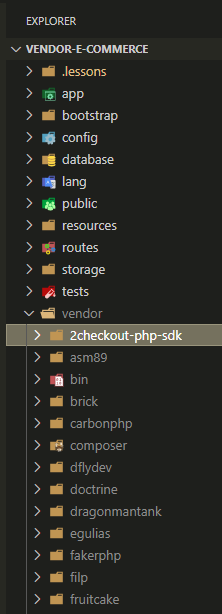 EXPLORER
VENDOR-E-COMMERCE
.lessons
app
bootstrap
config
database
lang
public
resources
routes
storage
tests
vendor
2checkout-php-sdk
asm89
bin
brick
carbonphp
composer
dflydev
doctrine
dragonmantank
egulias
fakerphp
filp
fruitcake